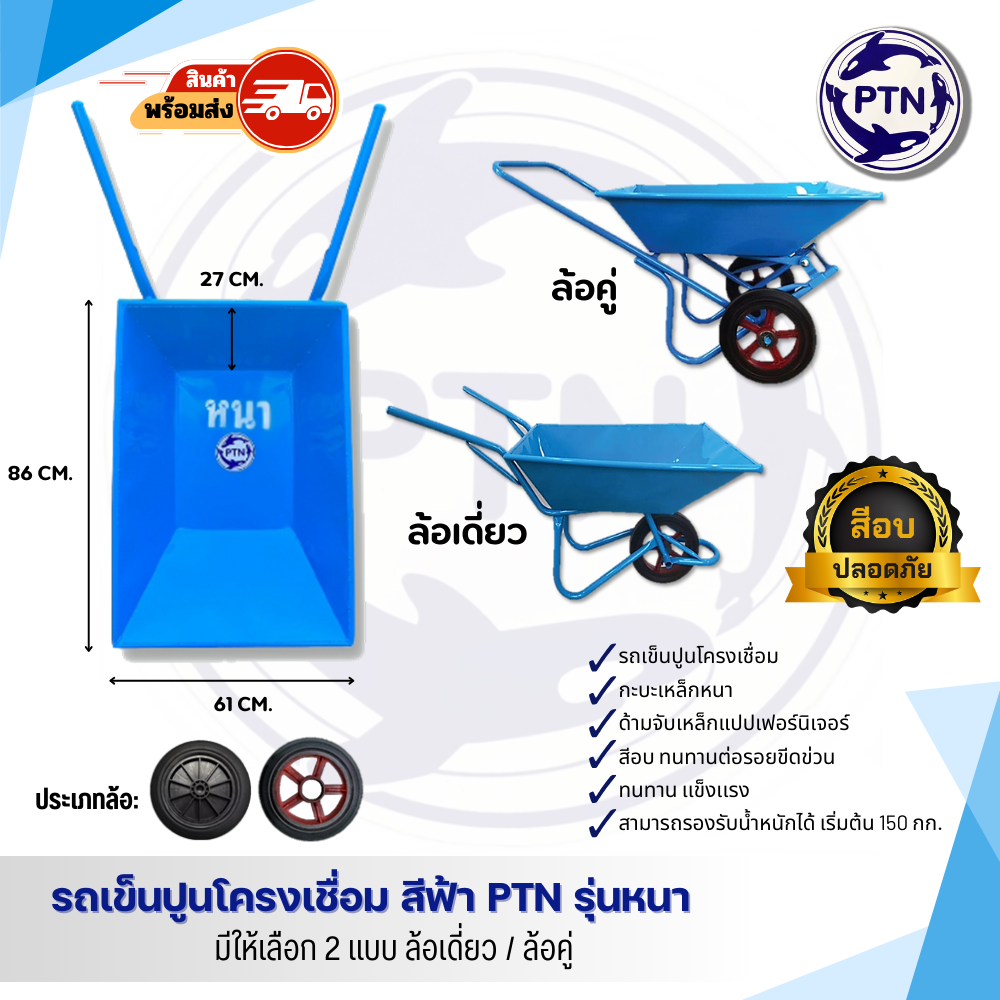 สินค้า
พร้อมส่ง
PTN
27 CM.
ล้อคู่
หนา
PTN
86 CM.
PTN
ล้อเดี่ยว
สีอบ
ปลอดภัย
61 CM.
รถเข็นปูนโครงเชื่อม
กะบะเหล็กหนา
ด้ามจับเหล็กแปปเฟอร์นิเจอร์
สีอบ ทนทานต่อรอยขีดข่วน
ทนทาน แข็งแรง
สามารถรองรับน้ำหนักได้ เริ่มต้น 150 กก.
ประเภทล้อ:
รถเข็นปูนโครงเชื่อม สีฟ้า PTN รุ่นหนา
มีให้เลือก 2 แบบ ล้อเดี่ยว / ล้อคู่